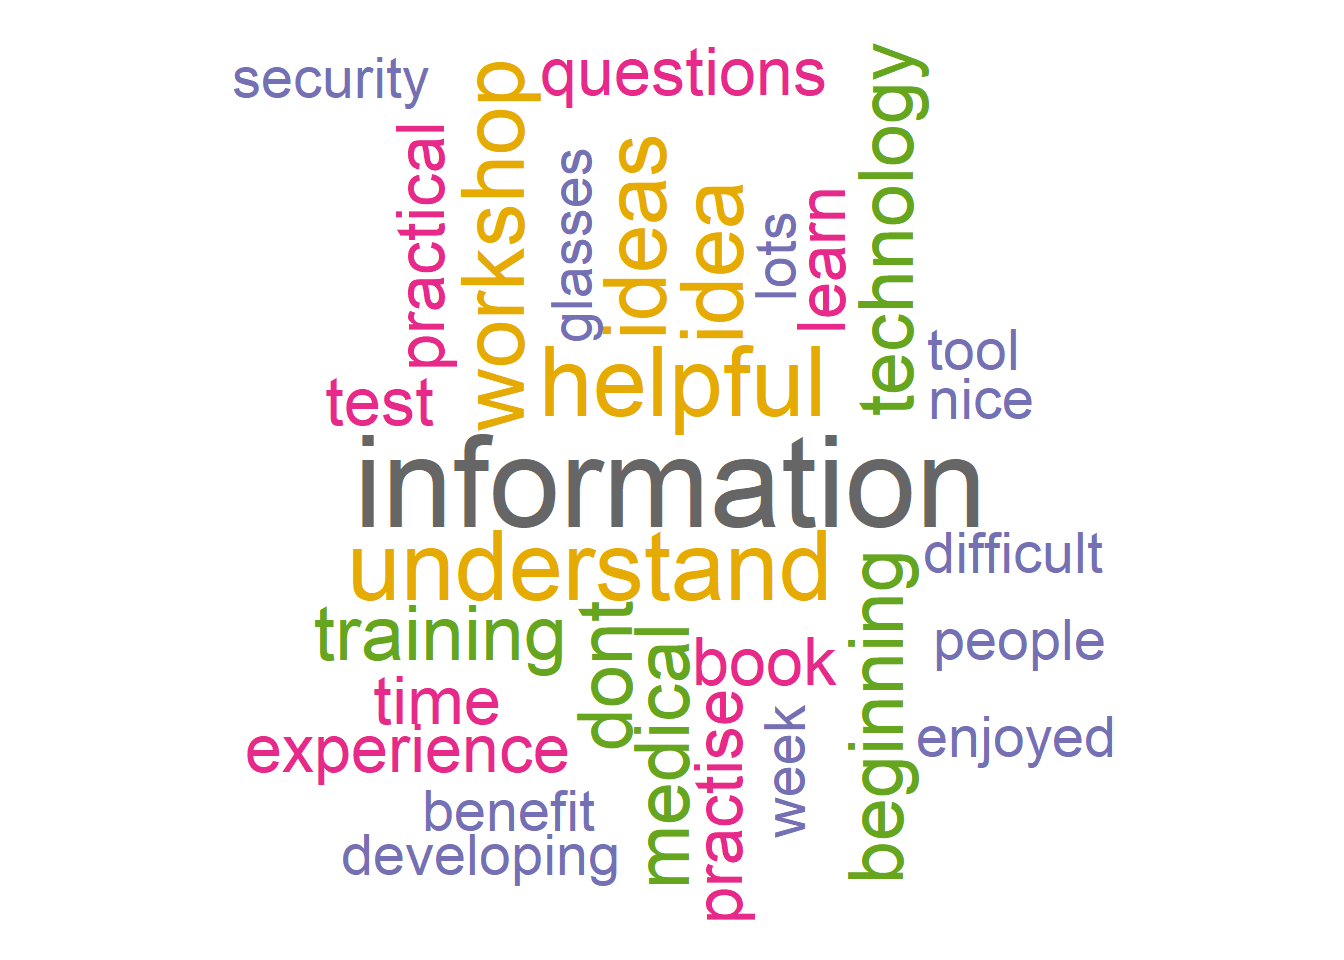 security
questions
technology
workshop
practical
glasses
ideas
idea
lots
learn
tool
helpful
nice
test
information
understand
difficult
beginning
training
dont
medical
book
people
time
practise
week
enjoyed
experience
benefit
developing